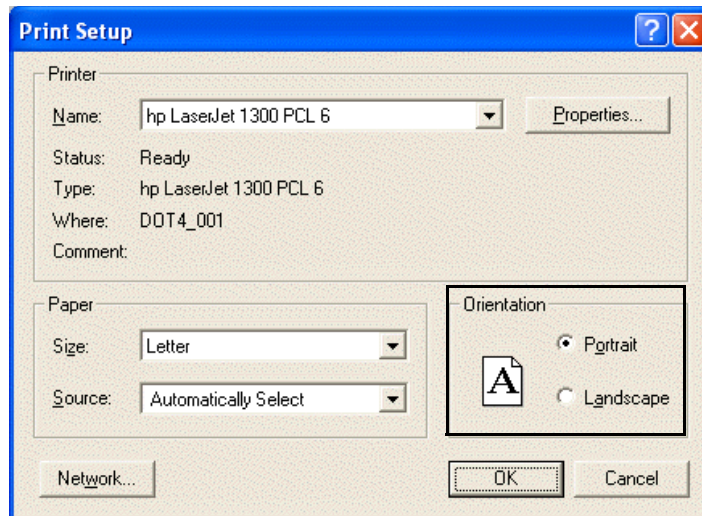 Print Setup
Printer
Name: hp LaserJet 1300 PCL 6 Properties...
Status: Ready
Type: hp LaserJet 1300 PCL 6
Where: DOT4_001
Comment:
Paper
Size: Letter
Source: Automatically Select
Orientation
A
Portrait
Landscape
Network... OK Cancel